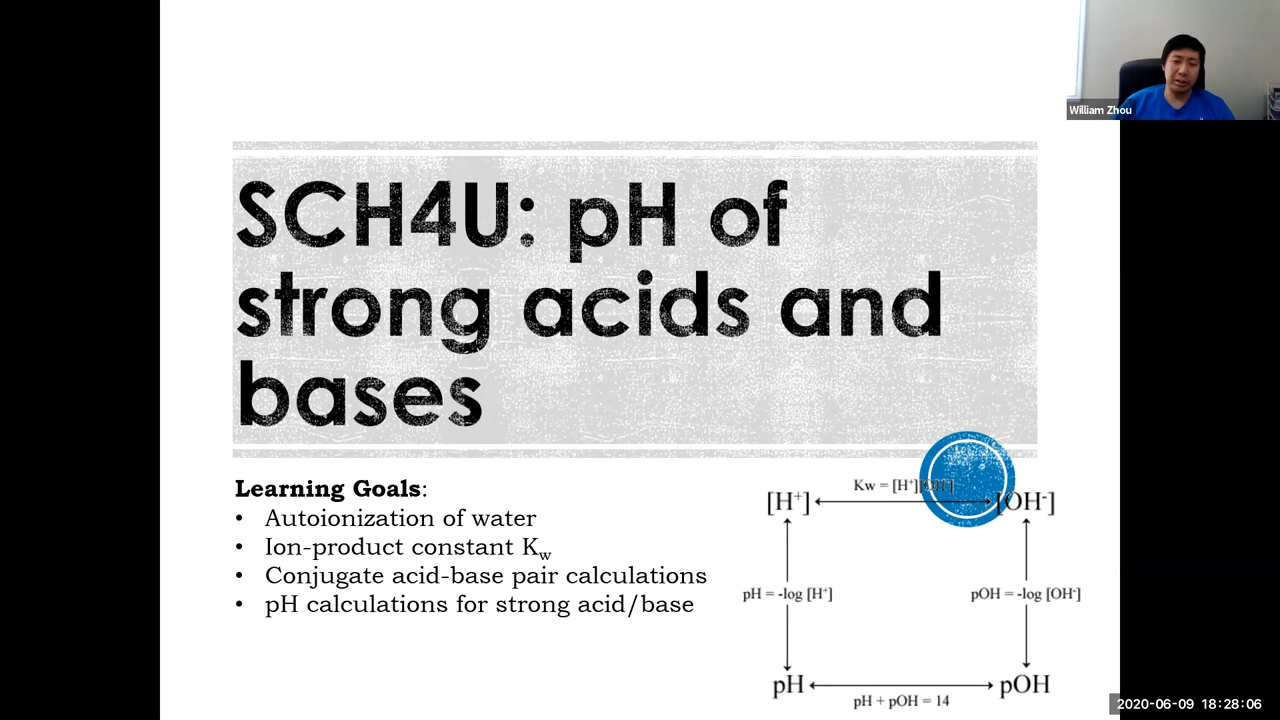 William Zhou
SCH4U: pH of
strong acids and
bases
Learning Goals:
• Autoionization of water
• Ion-product constant Kw
• Conjugate acid-base pair calculations
• pH calculations for strong acid/base
Kw = [H⁺][OH⁻]
[H⁺] [OH⁻]
pH = -log [H⁺] pOH = -log [OH⁻]
pH pOH
pH + pOH = 14
2020-06-09 18:28:06